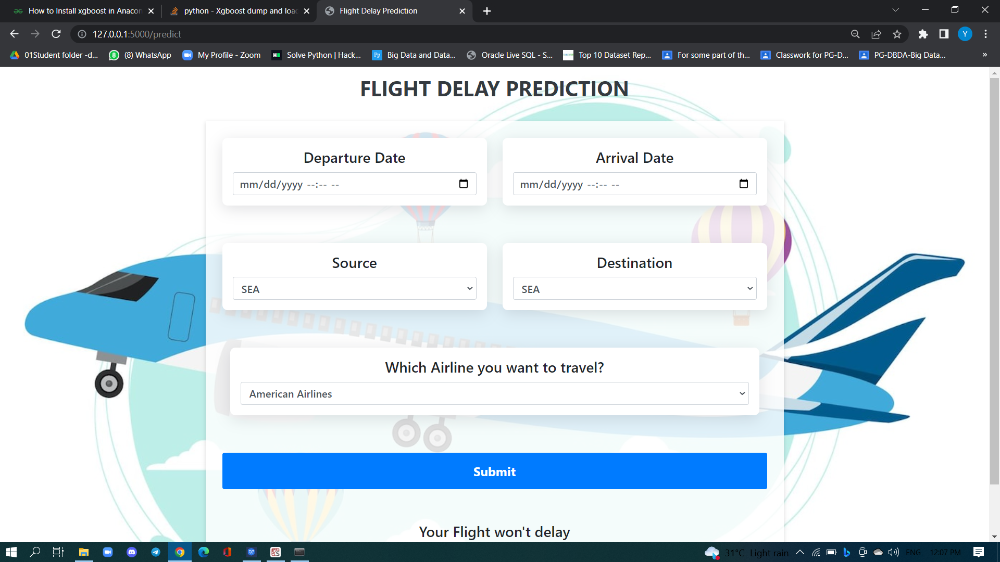 How to Install xgboost in Anacon
python - Xgboost dump and load
Flight Delay Prediction
127.0.0.1:5000/predict
Y
01Student folder -d...
(8) WhatsApp
My Profile - Zoom
Solve Python | Hack...
Big Data and Data...
Oracle Live SQL - S...
Top 10 Dataset Rep...
For some part of th...
Classwork for PG-D...
PG-DBDA-Big Data...
»
FLIGHT DELAY PREDICTION
Departure Date
Arrival Date
mm/dd/yyyy --:-- --
mm/dd/yyyy --:-- --
Source
Destination
SEA
SEA
Which Airline you want to travel?
American Airlines
Submit
Your Flight won't delay
31°C Light rain
ENG
12:07 PM